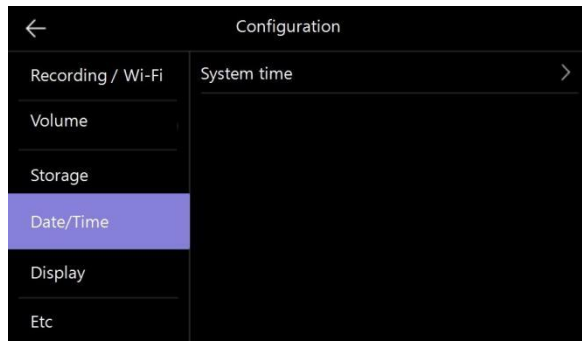 Configuration
Recording / Wi-Fi
System time
Volume
Storage
Date/Time
Display
Etc